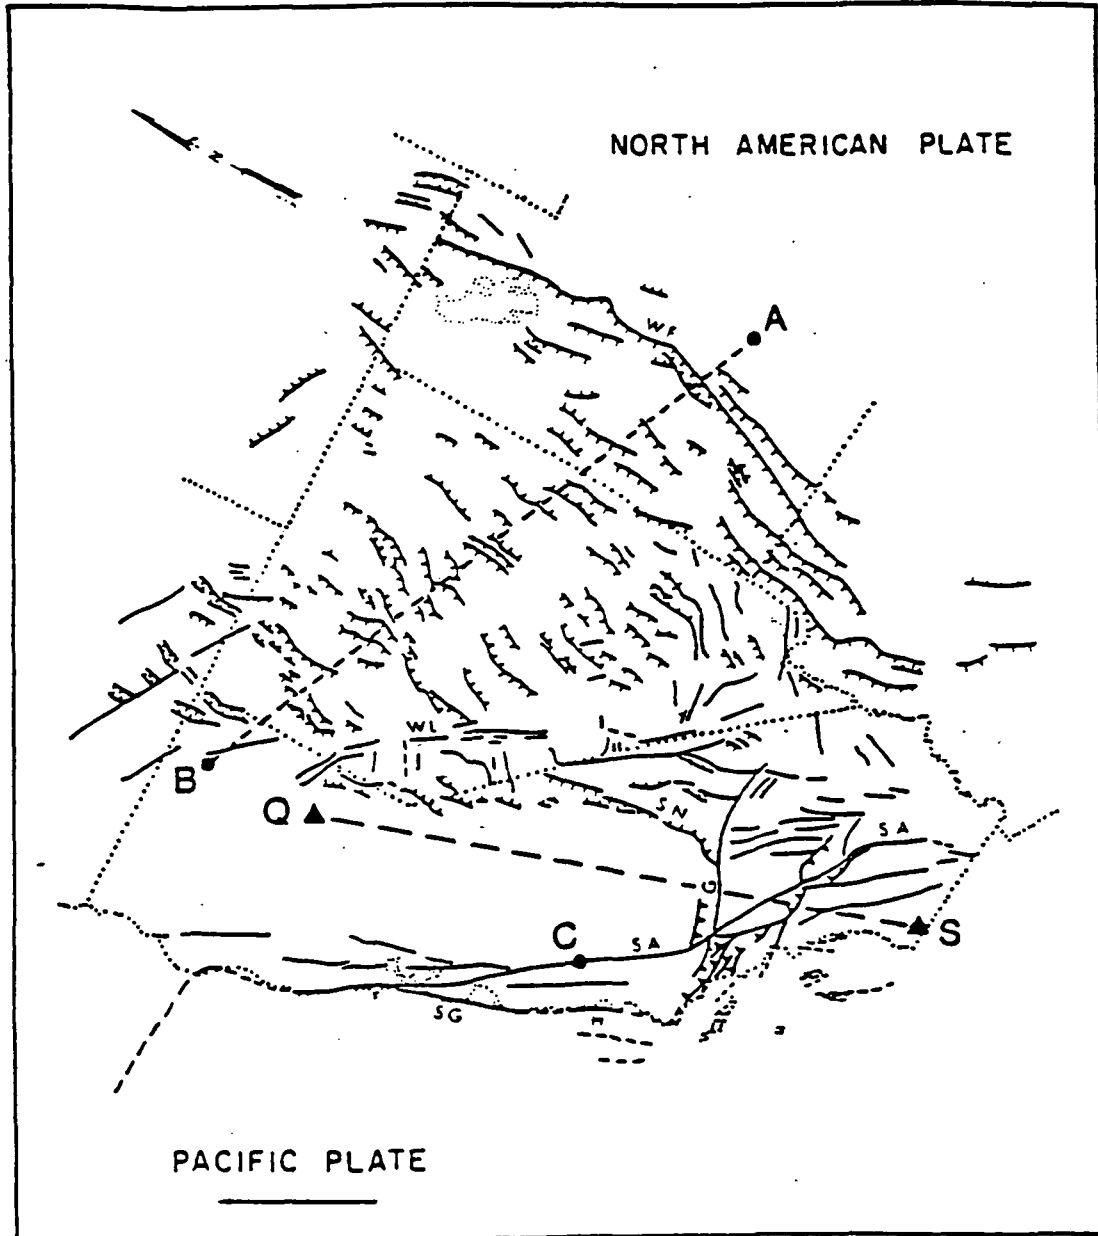 N
NORTH AMERICAN PLATE
A
WF
WL
B
Q
SN
SA
G
S
C
SA
SG
H
PACIFIC PLATE